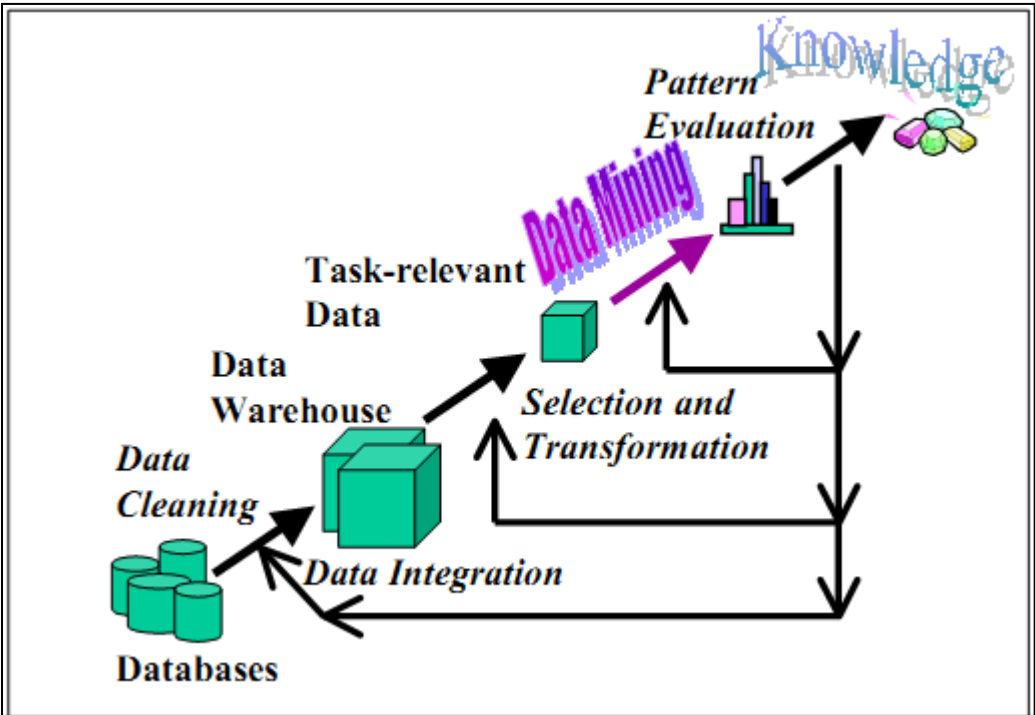 Knowledge
Pattern
Evaluation
Data Mining
Task-relevant
Data
Data
Warehouse
Selection and
Transformation
Data
Cleaning
Data Integration
Databases